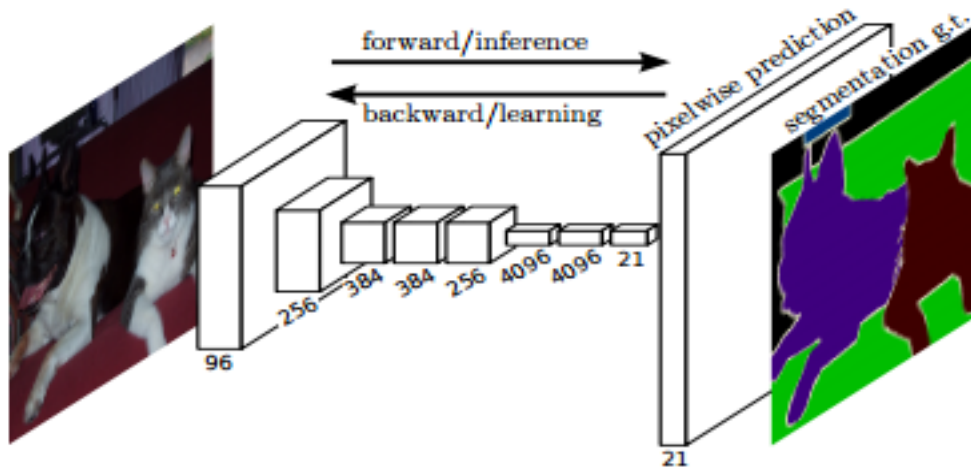 forward/inference
backward/learning
pixelwise prediction
segmentation g.t.
96
256
384
384
256
4096
4096
21
21